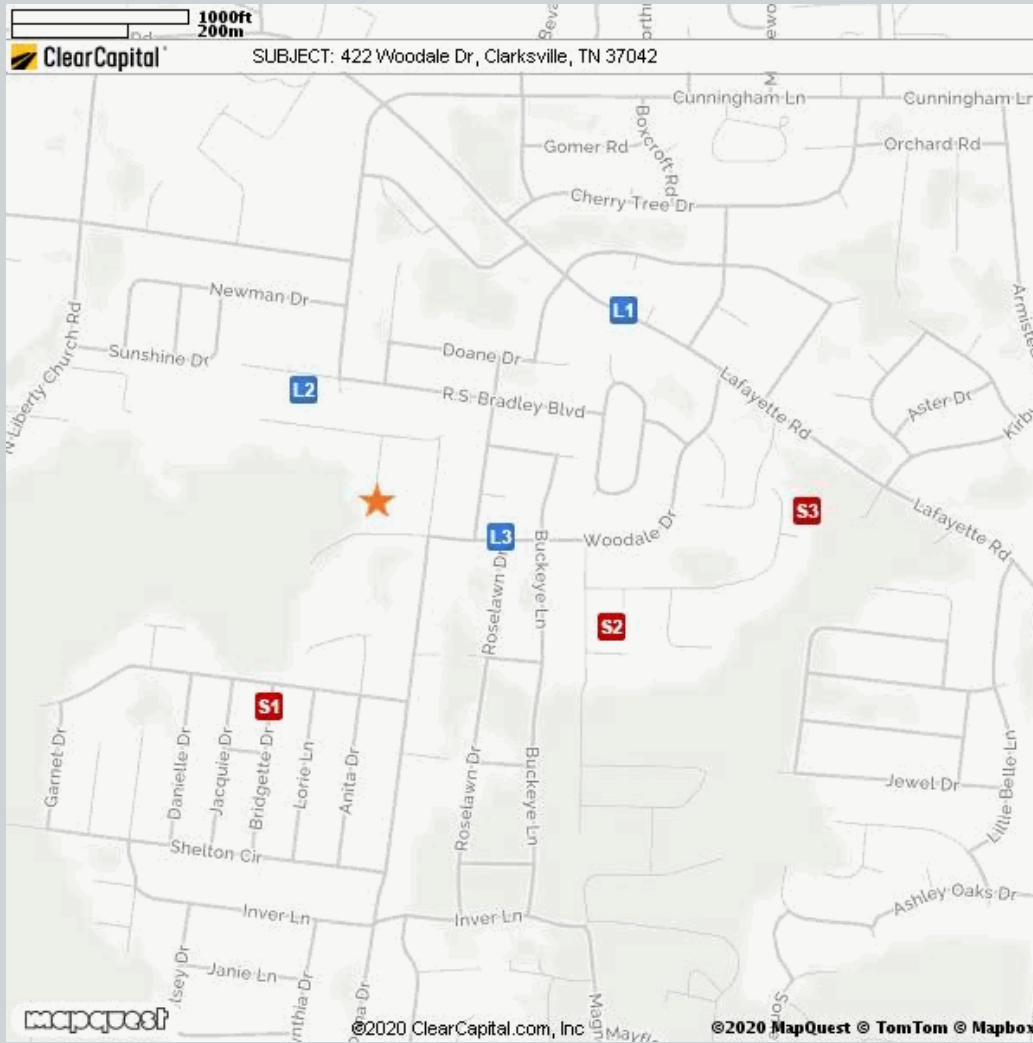 1000ft
200m
Rd
ClearCapital
SUBJECT: 422 Woodale Dr, Clarksville, TN 37042
Cunningham Ln
Cunningham Ln
Boxcroft Rd
Gomer Rd
Orchard Rd
Cherry Tree Dr
Newman Dr
N Liberty Church Rd
L1
Sunshine Dr
Doane Dr
L2
R.S. Bradley Blvd
Lafayette Rd
Aster Dr
S3
Lafayette Rd
L3
Woodale Dr
Buckeye Ln
Roselawn Dr
S2
S1
Garnet Dr
Danielle Dr
Jacquie Dr
Bridgette Dr
Lorie Ln
Anita Dr
Roselawn Dr
Buckeye Ln
Jewel Dr
Little Belle Ln
Shelton Cir
Ashley Oaks Dr
Inver Ln
Inver Ln
Janie Ln
mapquest
©2020 ClearCapital.com, Inc
©2020 MapQuest © TomTom © Mapbox